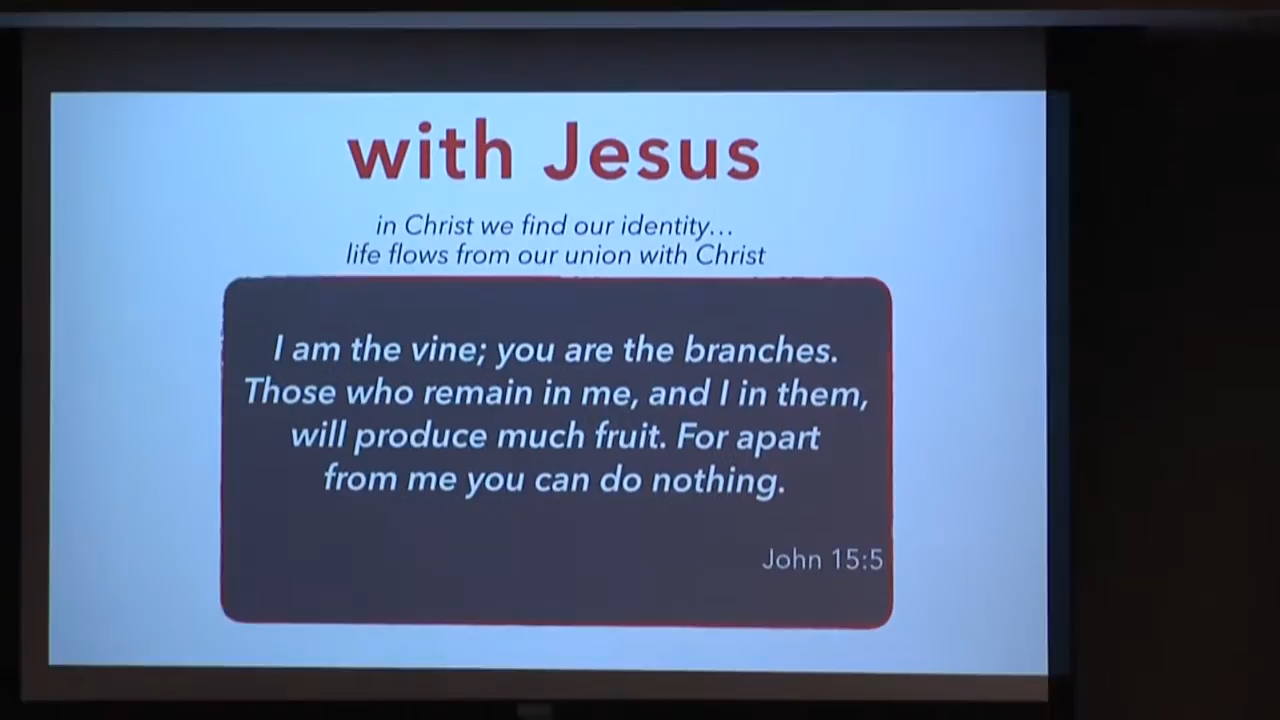 with Jesus
in Christ we find our identity...
life flows from our union with Christ
I am the vine; you are the branches.
Those who remain in me, and I in them,
will produce much fruit. For apart
from me you can do nothing.
John 15:5